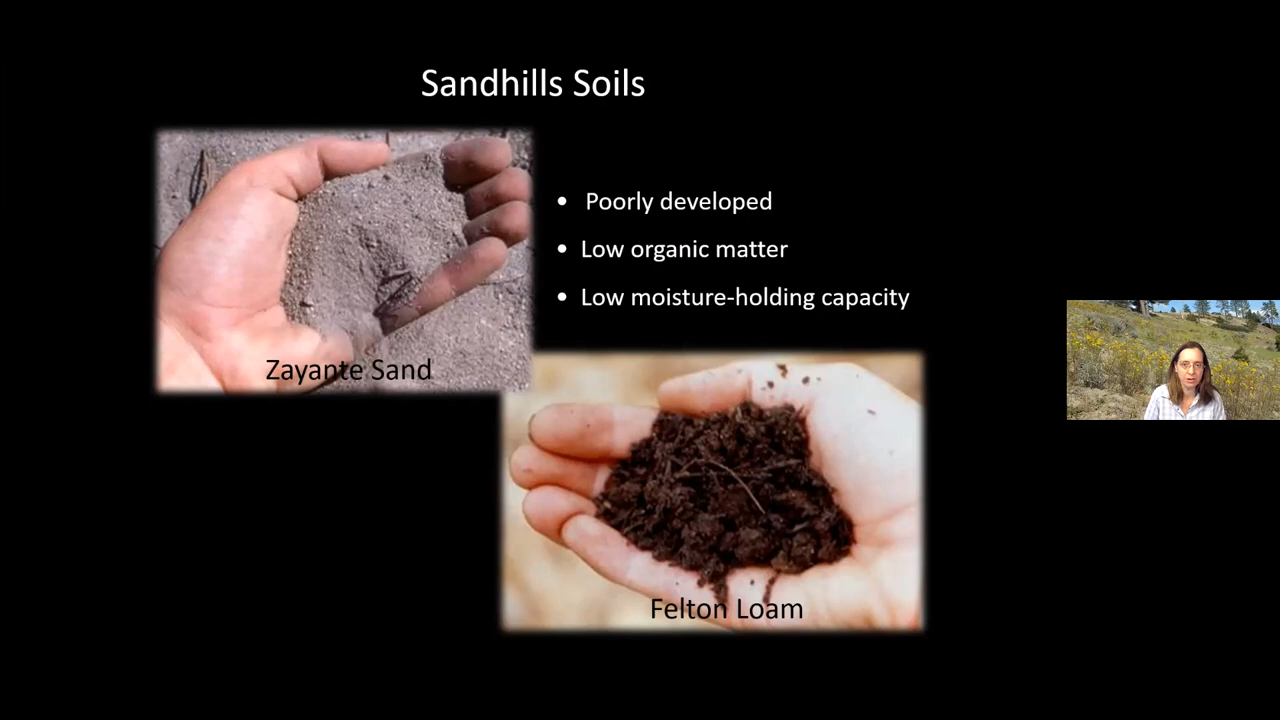 Sandhills Soils
• Poorly developed
• Low organic matter
• Low moisture-holding capacity
Zayante Sand
Felton Loam